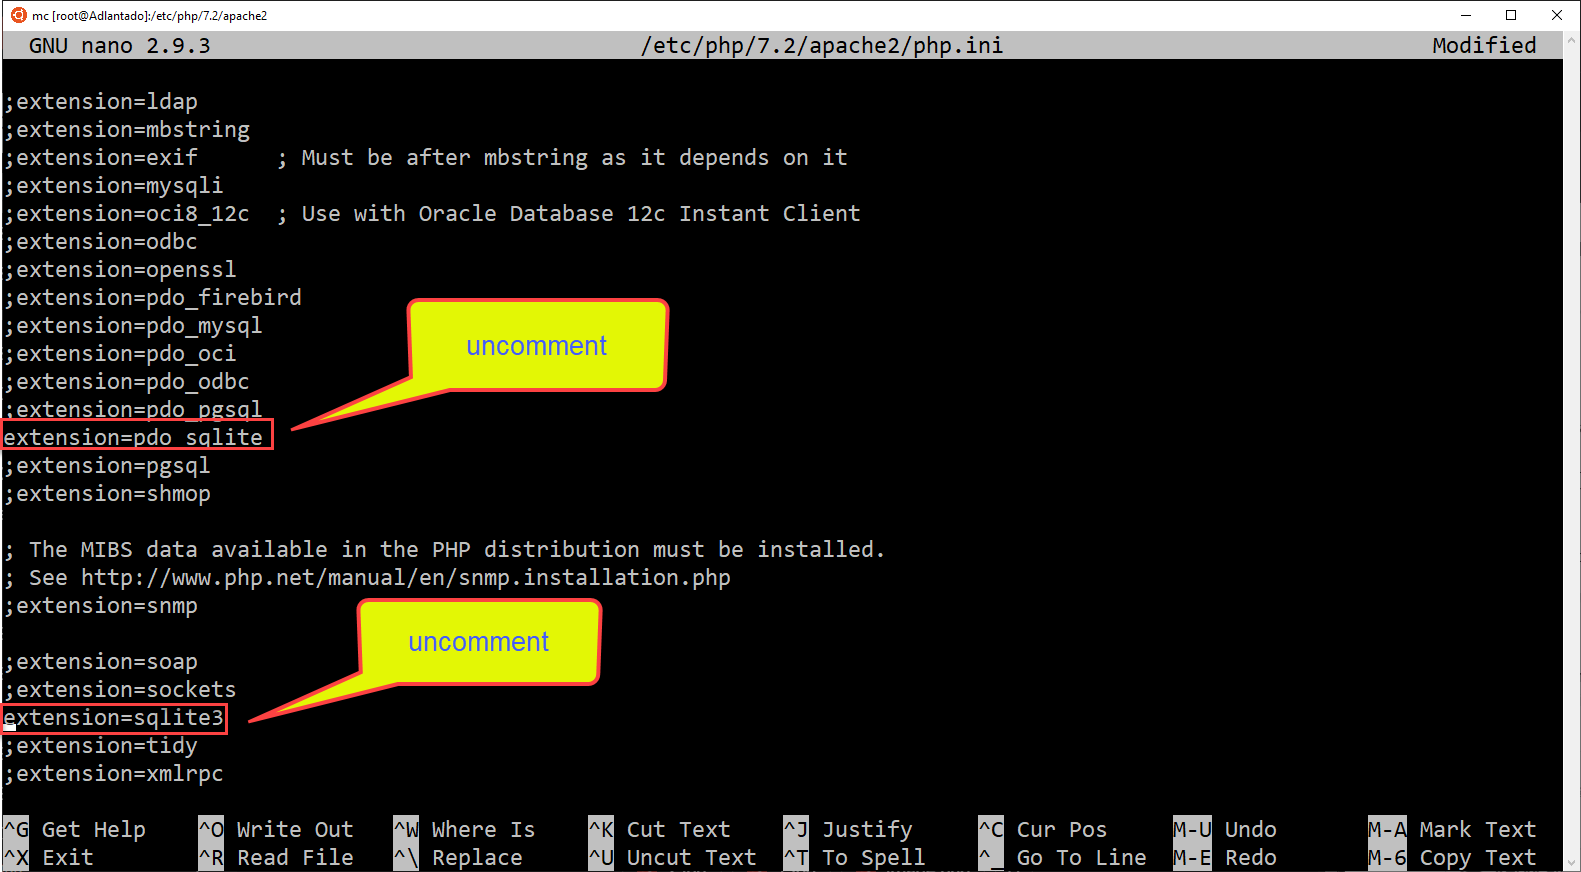 mc [root@Adlantado]:/etc/php/7.2/apache2
GNU nano 2.9.3 /etc/php/7.2/apache2/php.ini Modified
;extension=ldap
;extension=mbstring
;extension=exif      ; Must be after mbstring as it depends on it
;extension=mysqli
;extension=oci8_12c  ; Use with Oracle Database 12c Instant Client
;extension=odbc
;extension=openssl
;extension=pdo_firebird
;extension=pdo_mysql
;extension=pdo_oci
;extension=pdo_odbc
;extension=pdo_pgsql
extension=pdo_sqlite
;extension=pgsql
;extension=shmop
uncomment
; The MIBS data available in the PHP distribution must be installed.
; See http://www.php.net/manual/en/snmp.installation.php
;extension=snmp
;extension=soap
;extension=sockets
extension=sqlite3
;extension=tidy
;extension=xmlrpc
uncomment
^G Get Help ^O Write Out ^W Where Is ^K Cut Text ^J Justify ^C Cur Pos M-U Undo M-A Mark Text
^X Exit ^R Read File ^\ Replace ^U Uncut Text ^T To Spell ^_ Go To Line M-E Redo M-6 Copy Text